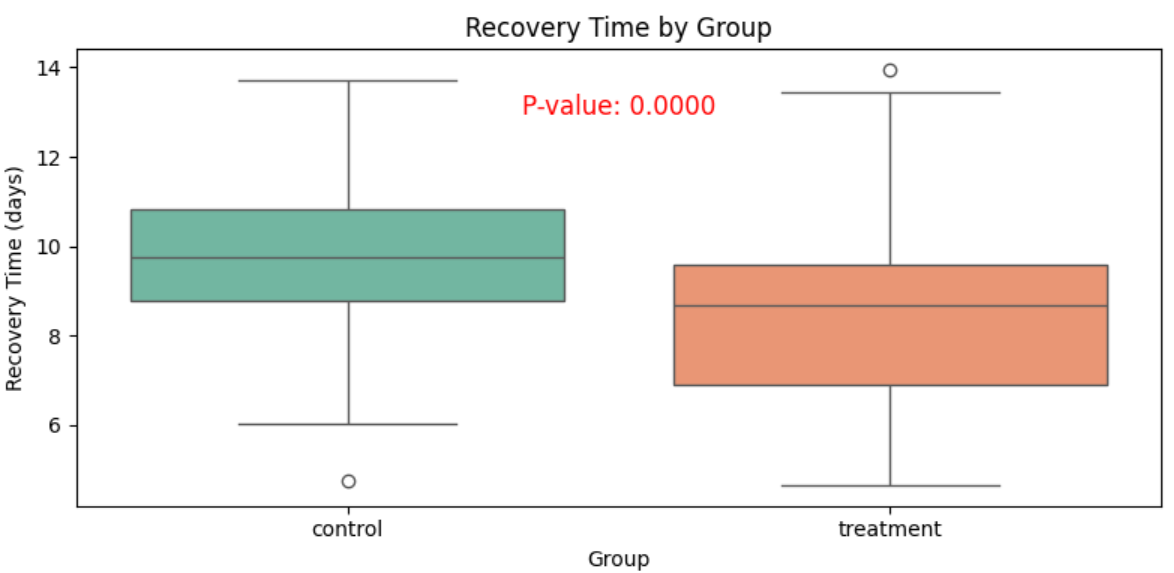 Recovery Time by Group
14
12
10
8
6
Recovery Time (days)
P-value: 0.0000
control treatment
Group